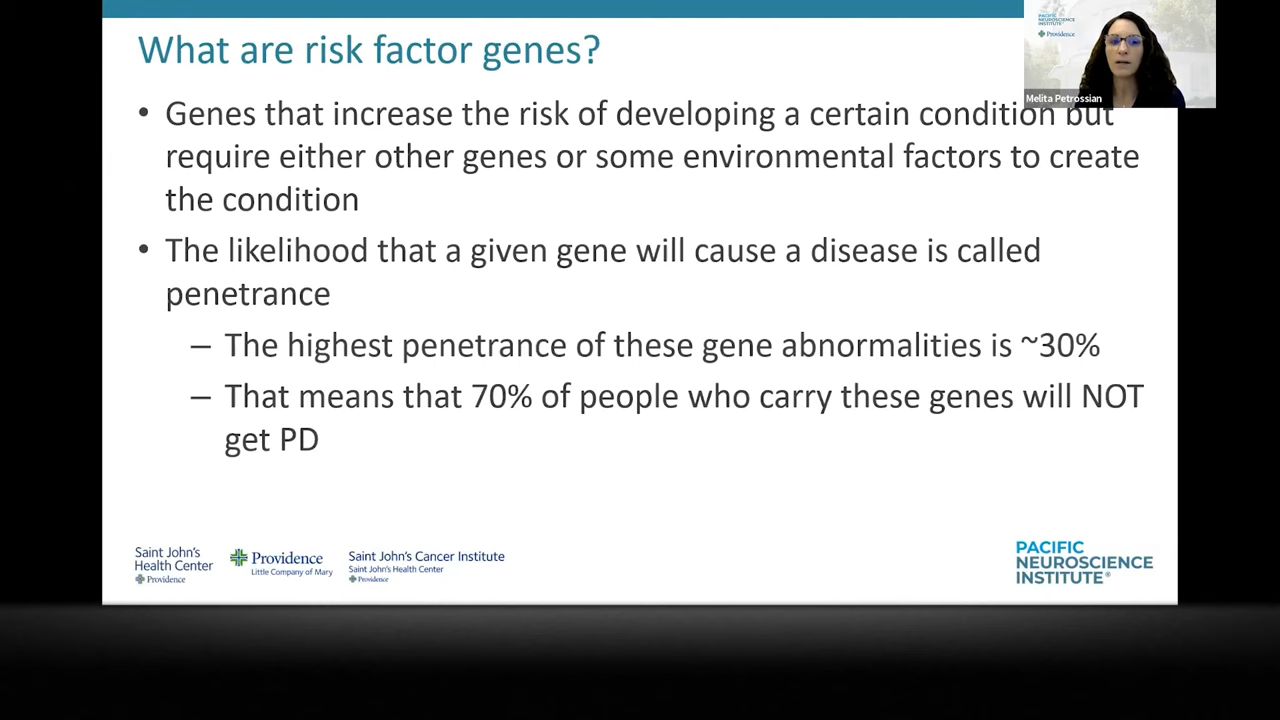 What are risk factor genes?
PACIFIC
NEUROSCIENCE
INSTITUTE
Providence
Melita Petrossian
• Genes that increase the risk of developing a certain condition but
require either other genes or some environmental factors to create
the condition
• The likelihood that a given gene will cause a disease is called
penetrance
– The highest penetrance of these gene abnormalities is ~30%
– That means that 70% of people who carry these genes will NOT
get PD
Saint John's
Health Center
Providence
Providence
Little Company of Mary
Saint John's Cancer Institute
Saint John's Health Center
Providence
PACIFIC
NEUROSCIENCE
INSTITUTE®